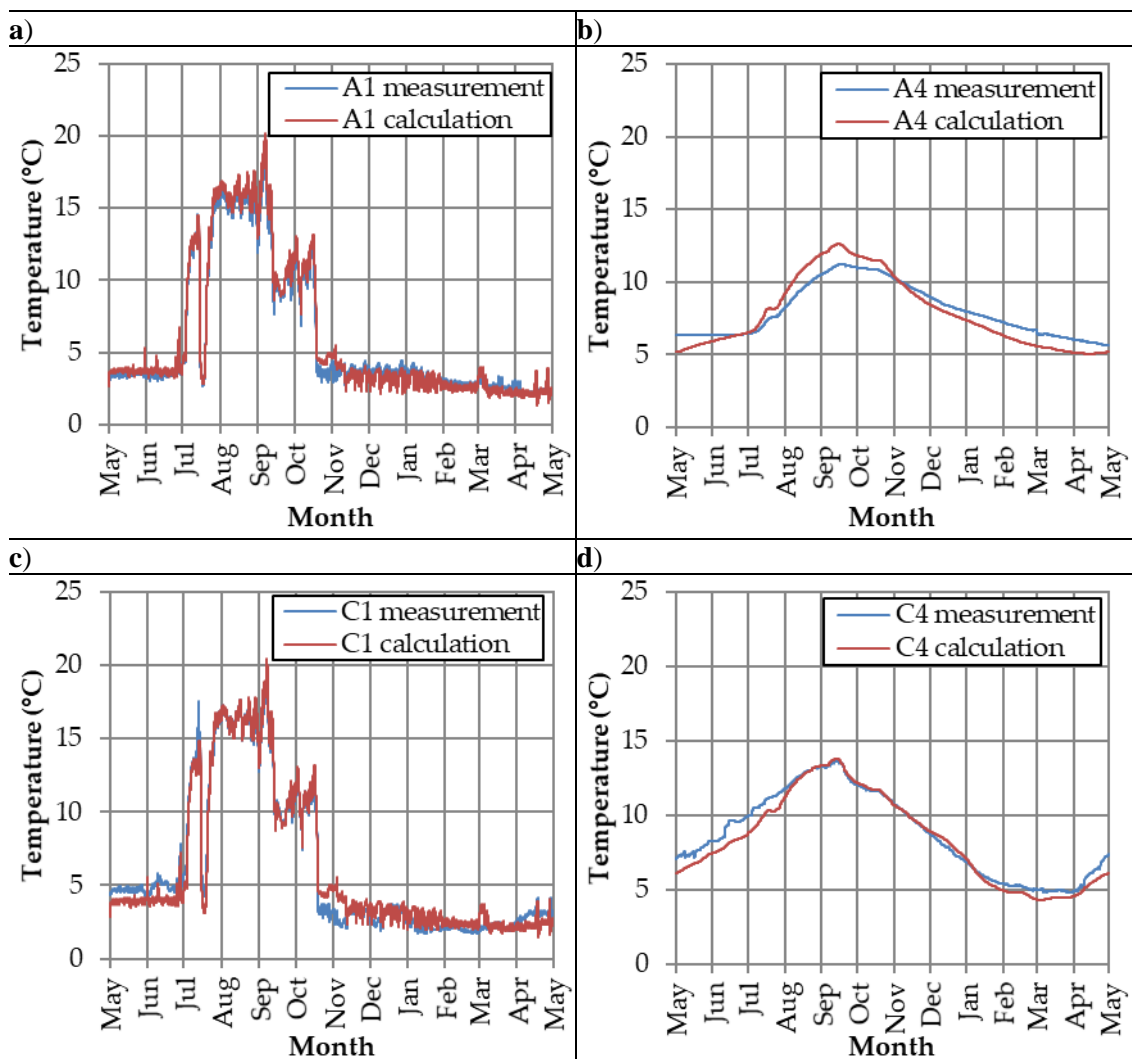 a)
25
20
15
10
5
0
Temperature (°C)
A1 measurement
A1 calculation
May Jun Jul Aug Sep Oct Nov Dec Jan Feb Mar Apr May
Month
b)
25
20
15
10
5
0
Temperature (°C)
A4 measurement
A4 calculation
May Jun Jul Aug Sep Oct Nov Dec Jan Feb Mar Apr May
Month
c)
25
20
15
10
5
0
Temperature (°C)
C1 measurement
C1 calculation
May Jun Jul Aug Sep Oct Nov Dec Jan Feb Mar Apr May
Month
d)
25
20
15
10
5
0
Temperature (°C)
C4 measurement
C4 calculation
May Jun Jul Aug Sep Oct Nov Dec Jan Feb Mar Apr May
Month